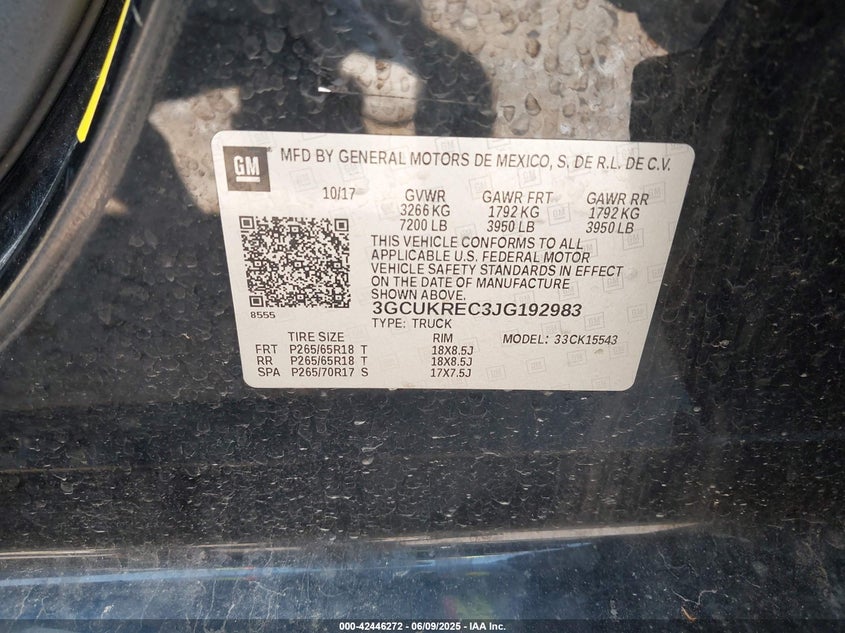 GM MFD BY GENERAL MOTORS DE MEXICO, S. DE R.L. DE C.V.
10/17 GVWR GAWR FRT GAWR RR
3266 KG 1792 KG 1792 KG
7200 LB 3950 LB 3950 LB
THIS VEHICLE CONFORMS TO ALL
APPLICABLE U.S. FEDERAL MOTOR
VEHICLE SAFETY STANDARDS IN EFFECT
ON THE DATE OF MANUFACTURE
SHOWN ABOVE.
8555 3GCUKREC3JG192983
TYPE: TRUCK
TIRE SIZE RIM MODEL: 33CK15543
FRT P265/65R18 T 18X8.5J
RR P265/65R18 T 18X8.5J
SPA P265/70R17 S 17X7.5J
000-42446272 | 06/09/2025 - IAA Inc.